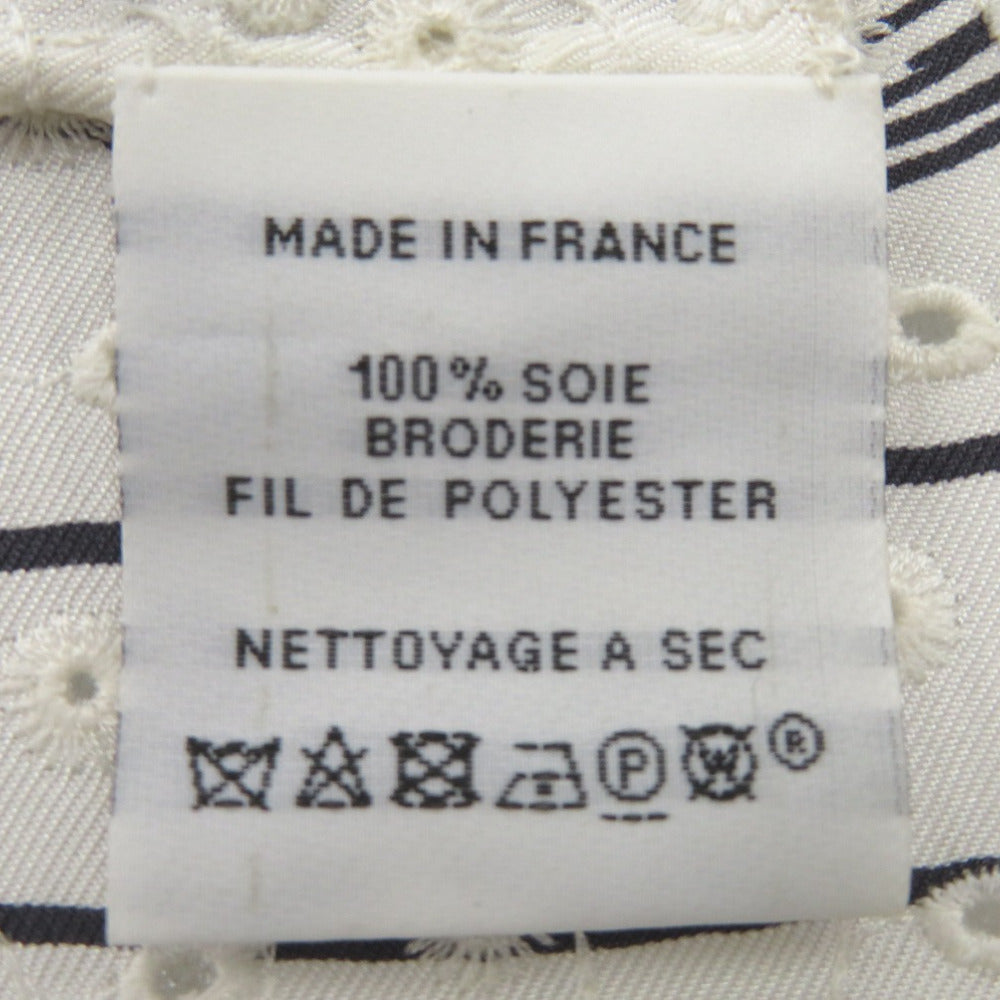 MADE IN FRANCE
100% SOIE
BRODERIE
FIL DE POLYESTER
NETTOYAGE A SEC
P W ®